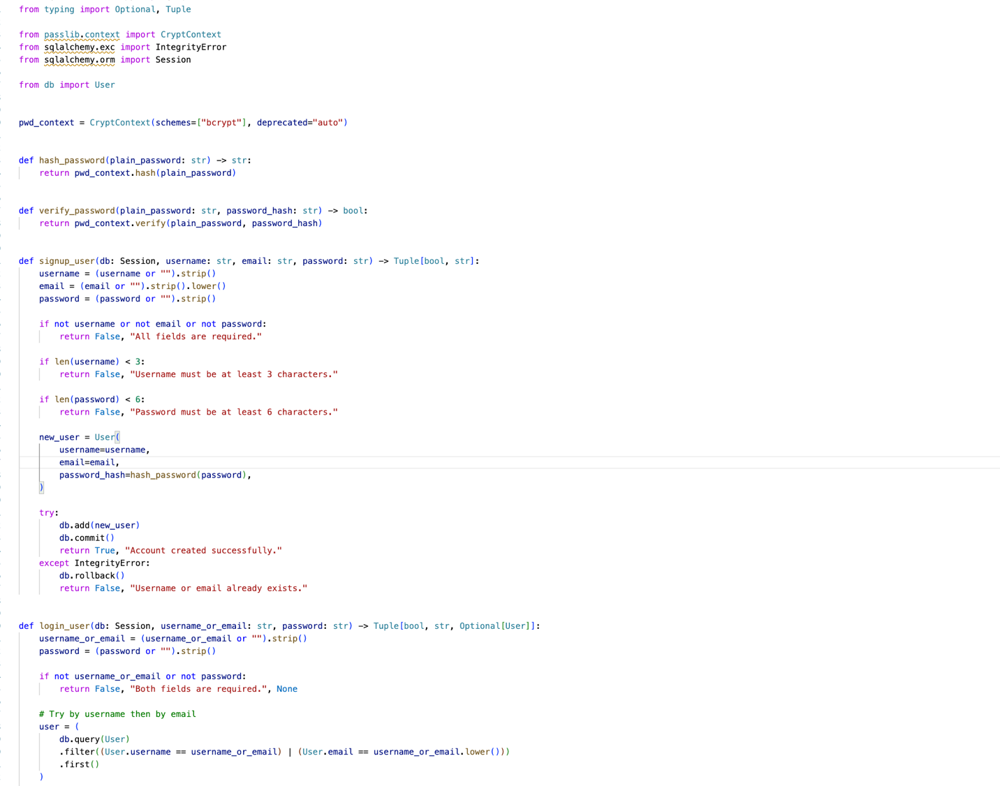 from typing import Optional, Tuple
from passlib.context import CryptContext
from sqlalchemy.exc import IntegrityError
from sqlalchemy.orm import Session
from db import User
pwd_context = CryptContext(schemes=["bcrypt"], deprecated="auto")
def hash_password(plain_password: str) -> str:
    return pwd_context.hash(plain_password)
def verify_password(plain_password: str, password_hash: str) -> bool:
    return pwd_context.verify(plain_password, password_hash)
def signup_user(db: Session, username: str, email: str, password: str) -> Tuple[bool, str]:
    username = (username or "").strip()
    email = (email or "").strip().lower()
    password = (password or "").strip()
    if not username or not email or not password:
        return False, "All fields are required."
    if len(username) < 3:
        return False, "Username must be at least 3 characters."
    if len(password) < 6:
        return False, "Password must be at least 6 characters."
    new_user = User(
        username=username,
        email=email,
        password_hash=hash_password(password),
    )
    try:
        db.add(new_user)
        db.commit()
        return True, "Account created successfully."
    except IntegrityError:
        db.rollback()
        return False, "Username or email already exists."
def login_user(db: Session, username_or_email: str, password: str) -> Tuple[bool, str, Optional[User]]:
    username_or_email = (username_or_email or "").strip()
    password = (password or "").strip()
    if not username_or_email or not password:
        return False, "Both fields are required.", None
    # Try by username then by email
    user = (
        db.query(User)
        .filter((User.username == username_or_email) | (User.email == username_or_email.lower()))
        .first()
    )